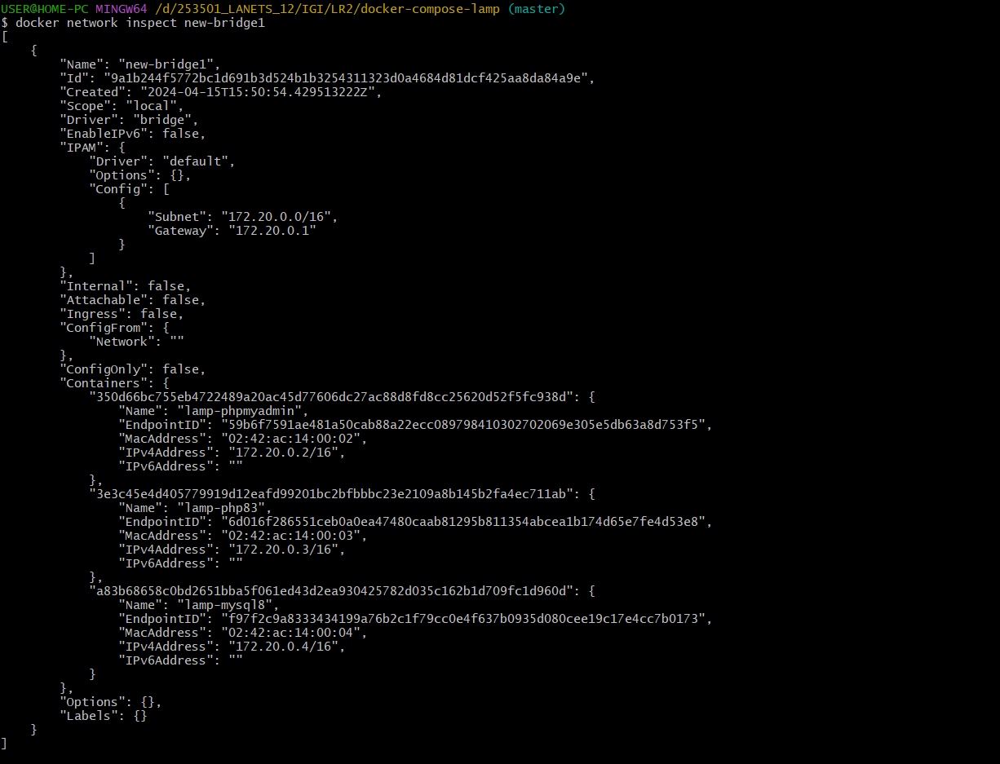 USER@HOME-PC MINGW64 /d/253501_LANETS_12/IGI/LR2/docker-compose-lamp (master)
$ docker network inspect new-bridge1
[
    {
        "Name": "new-bridge1",
        "Id": "9a1b244f5772bc1d691b3d524b1b3254311323d0a4684d81dcf425aa8da84a9e",
        "Created": "2024-04-15T15:50:54.429513222Z",
        "Scope": "local",
        "Driver": "bridge",
        "EnableIPv6": false,
        "IPAM": {
            "Driver": "default",
            "Options": {},
            "Config": [
                {
                    "Subnet": "172.20.0.0/16",
                    "Gateway": "172.20.0.1"
                }
            ]
        },
        "Internal": false,
        "Attachable": false,
        "Ingress": false,
        "ConfigFrom": {
            "Network": ""
        },
        "ConfigOnly": false,
        "Containers": {
            "350d66bc755eb4722489a20ac45d77606dc27ac88d8fd8cc25620d52f5fc938d": {
                "Name": "lamp-phpmyadmin",
                "EndpointID": "59b6f7591ae481a50cab88a22ecc089798410302702069e305e5db63a8d753f5",
                "MacAddress": "02:42:ac:14:00:02",
                "IPv4Address": "172.20.0.2/16",
                "IPv6Address": ""
            },
            "3e3c45e4d405779919d12eafd99201bc2bfbbbc23e2109a8b145b2fa4ec711ab": {
                "Name": "lamp-php83",
                "EndpointID": "6d016f286551ceb0a0ea47480caab81295b811354abcea1b174d65e7fe4d53e8",
                "MacAddress": "02:42:ac:14:00:03",
                "IPv4Address": "172.20.0.3/16",
                "IPv6Address": ""
            },
            "a83b68658c0bd2651bba5f061ed43d2ea930425782d035c162b1d709fc1d960d": {
                "Name": "lamp-mysql8",
                "EndpointID": "f97f2c9a8333434199a76b2c1f79cc0e4f637b0935d080cee19c17e4cc7b0173",
                "MacAddress": "02:42:ac:14:00:04",
                "IPv4Address": "172.20.0.4/16",
                "IPv6Address": ""
            }
        },
        "Options": {},
        "Labels": {}
    }
]